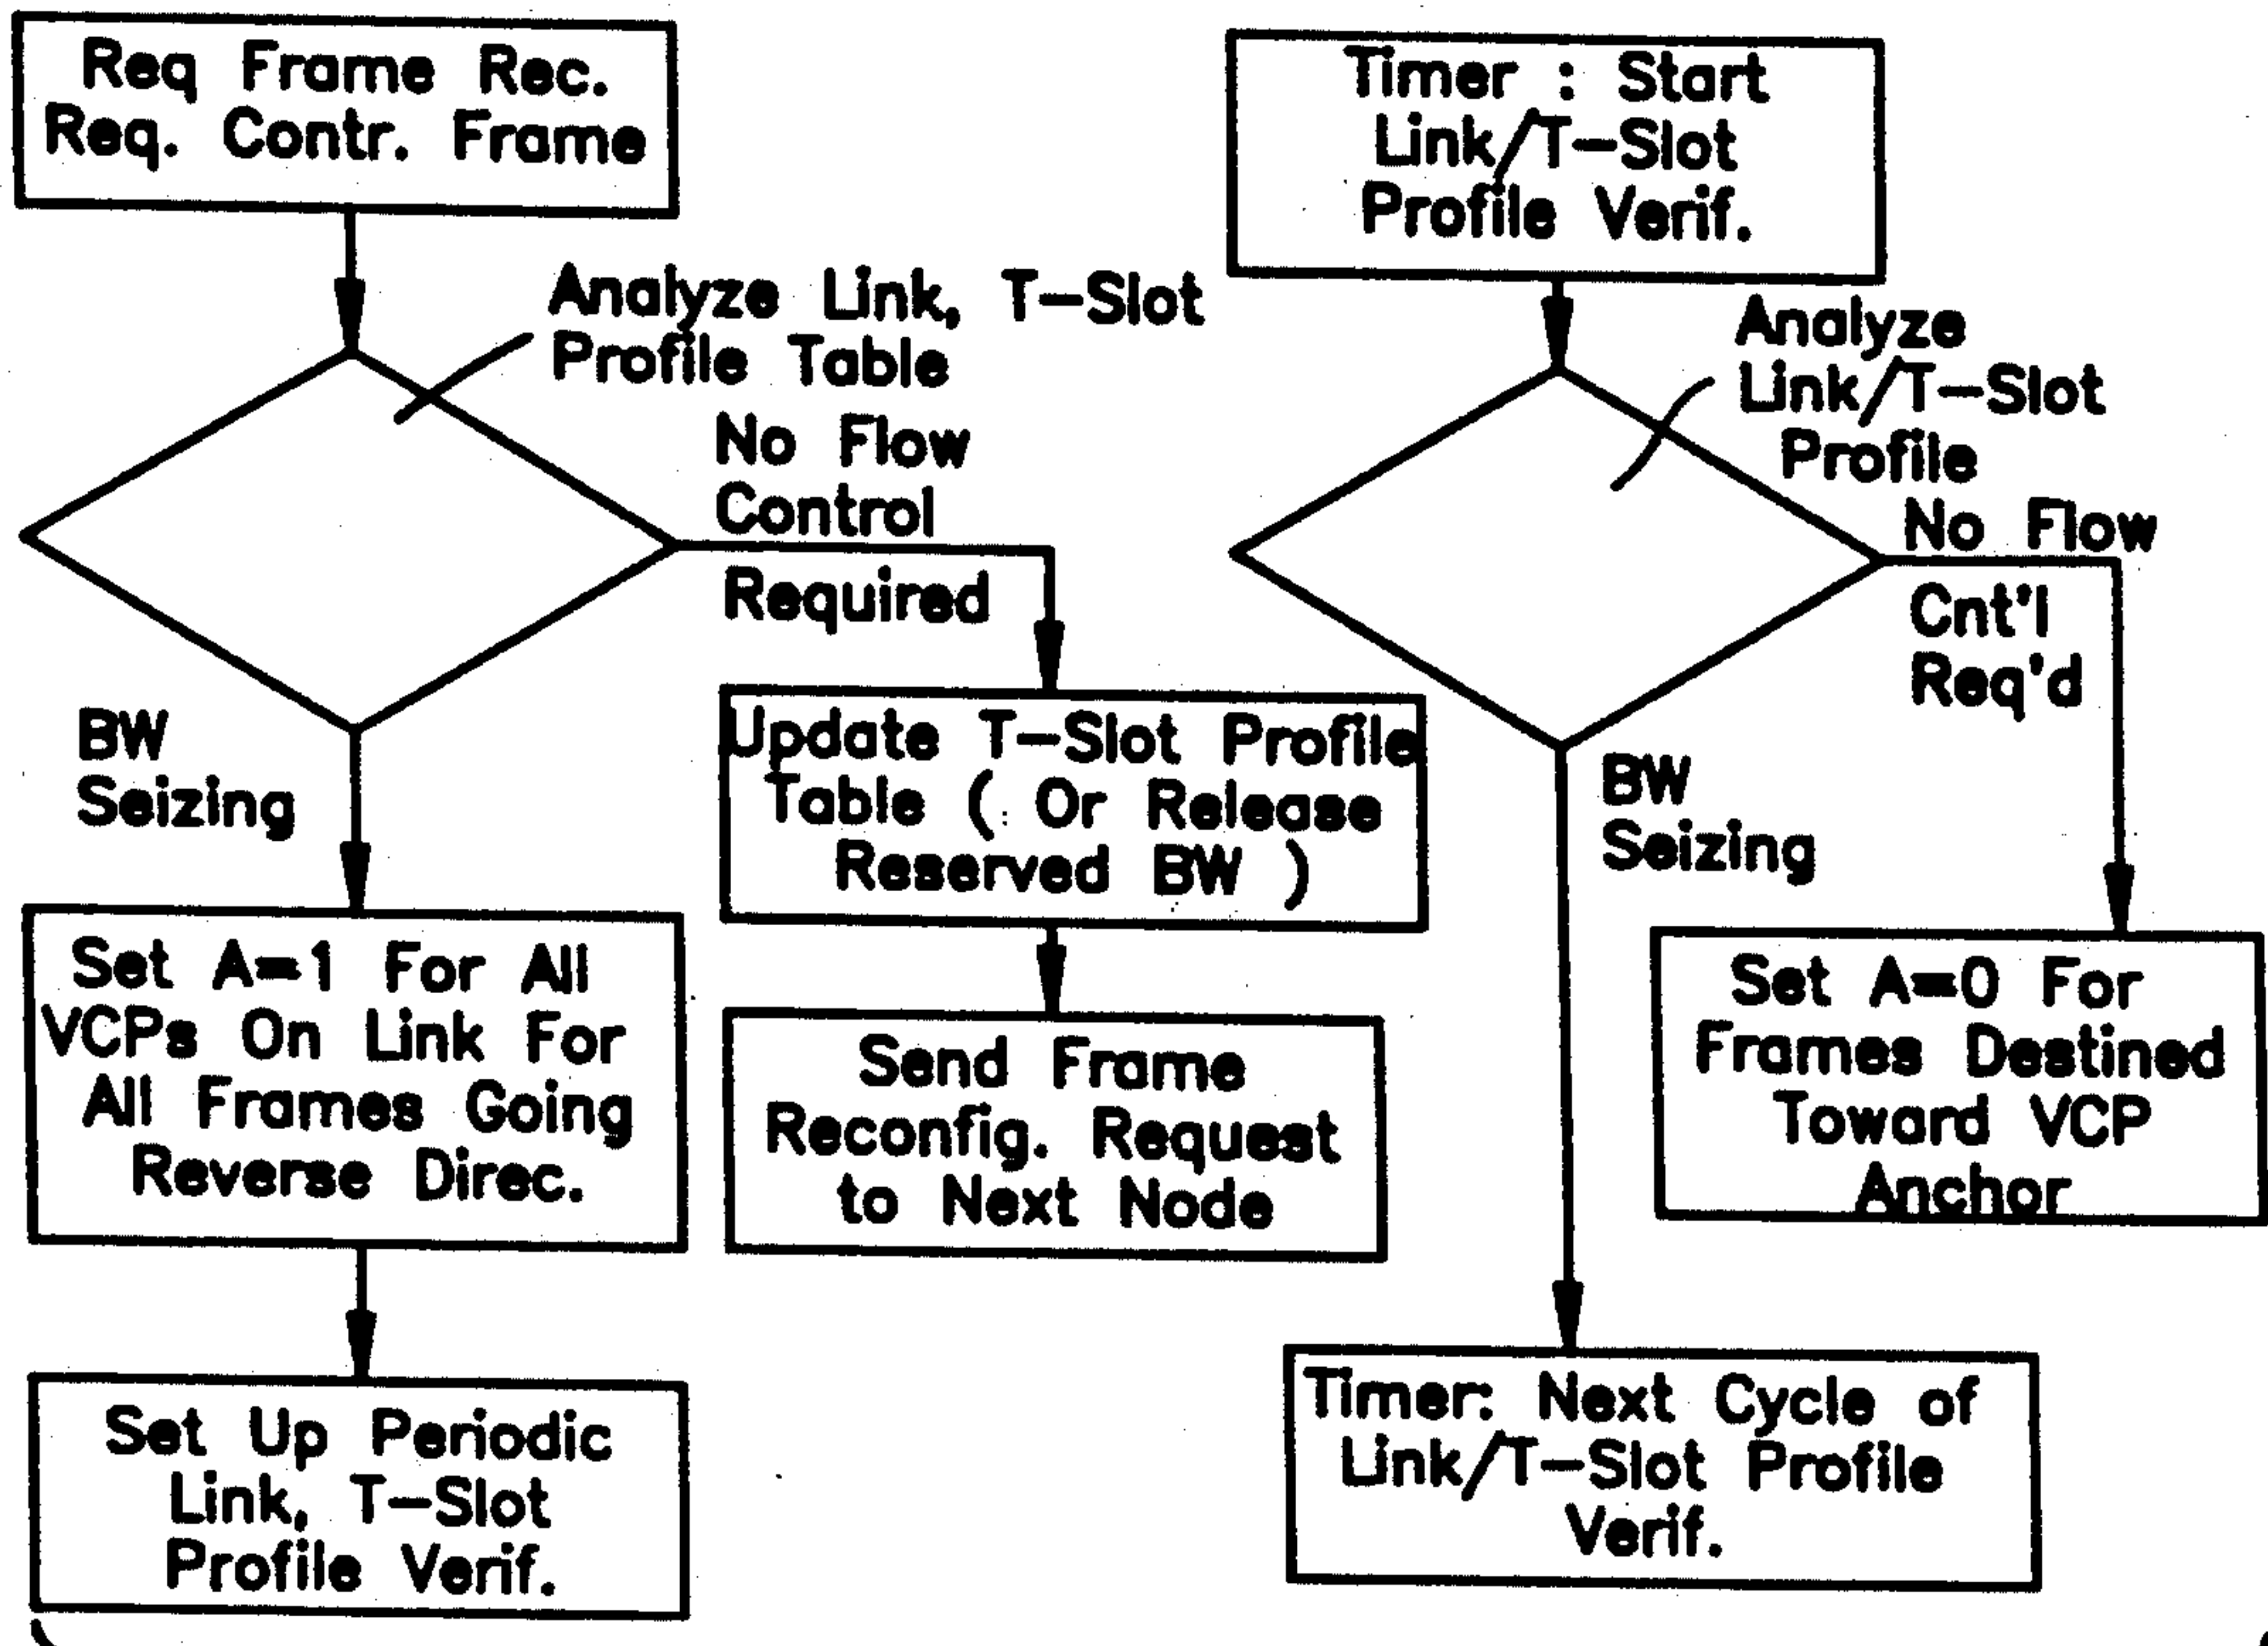 Req Frame Rec.
Req. Contr. Frame
Analyze Link, T-Slot
Profile Table
No Flow
Control
Required
BW
Seizing
Update T-Slot Profile
Table ( Or Release
Reserved BW )
Set A=1 For All
VCPs On Link For
All Frames Going
Reverse Direc.
Send Frame
Reconfig. Request
to Next Node
Set Up Periodic
Link, T-Slot
Profile Verif.
Timer : Start
Link/T-Slot
Profile Verif.
Analyze
Link/T-Slot
Profile
No Flow
Cnt'l
Req'd
BW
Seizing
Set A=0 For
Frames Destined
Toward VCP
Anchor
Timer: Next Cycle of
Link/T-Slot Profile
Verif.